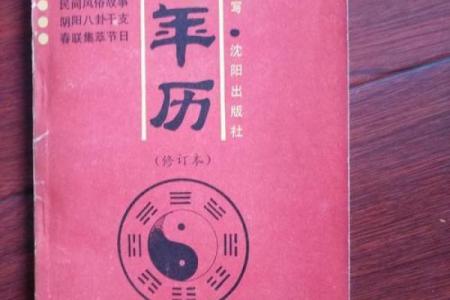 民间风俗故事
阴阳八卦干支
春联集萃节日
年历
(修订本)
写·沈阳出版社